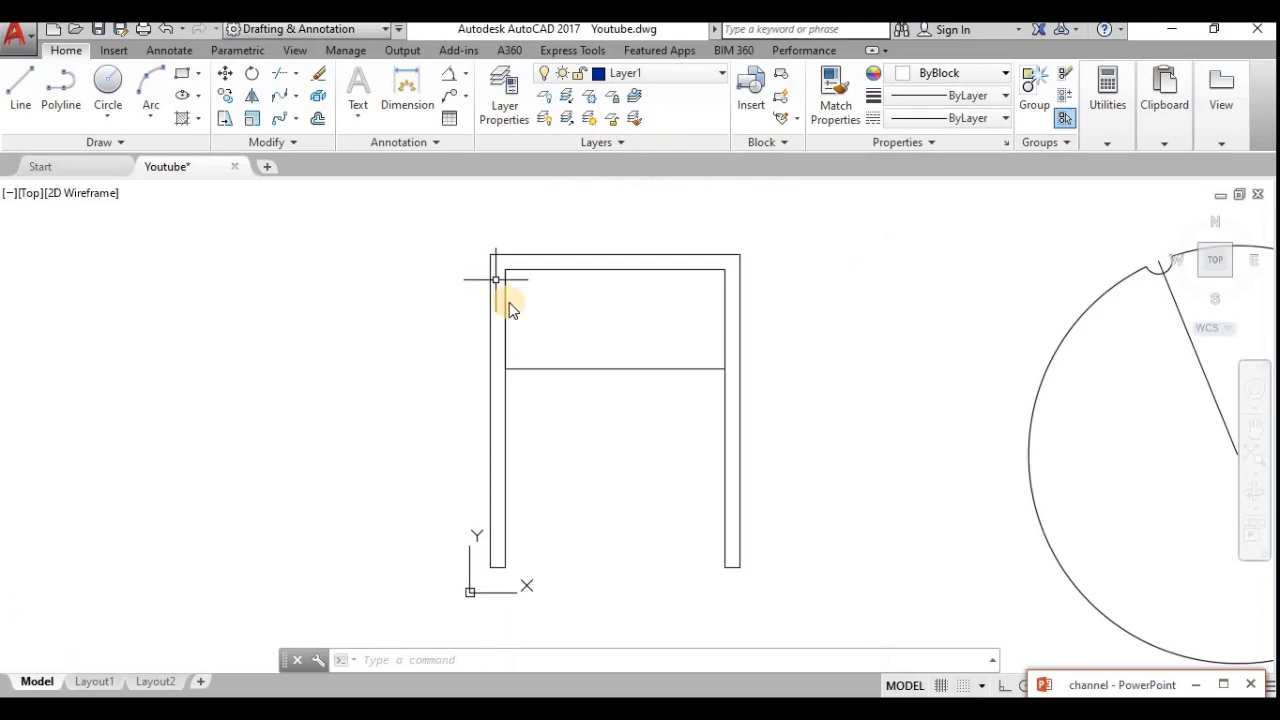 A Drafting & Annotation Autodesk AutoCAD 2017 Youtube.dwg Type a keyword or phrase Sign In ?
Home Insert Annotate Parametric View Manage Output Add-ins A360 Express Tools Featured Apps BIM 360 Performance
Layer1 ByBlock
ByLayer
ByLayer
Line Polyline Circle Arc A Text Dimension Layer Properties Insert Match Properties Group Utilities Clipboard View
Draw Modify Annotation Layers Block Properties Groups
Start Youtube*
[−][Top][2D Wireframe]
N
W TOP E
S
WCS
Y
X
Type a command
Model Layout1 Layout2 MODEL channel - PowerPoint